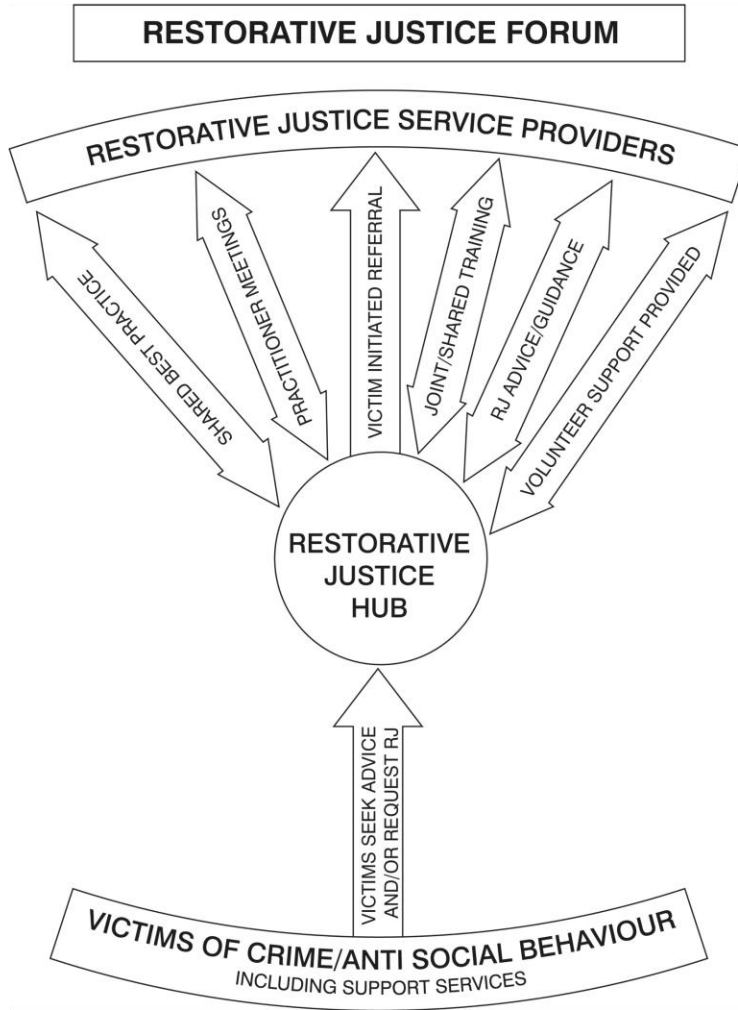 RESTORATIVE JUSTICE FORUM
RESTORATIVE JUSTICE SERVICE PROVIDERS
SHARED BEST PRACTICE
PRACTITIONER MEETINGS
VICTIM INITIATED REFERRAL
JOINT/SHARED TRAINING
RJ ADVICE/GUIDANCE
VOLUNTEER SUPPORT PROVIDED
RESTORATIVE
JUSTICE
HUB
VICTIMS SEEK ADVICE
AND/OR REQUEST RJ
VICTIMS OF CRIME/ANTI SOCIAL BEHAVIOUR
INCLUDING SUPPORT SERVICES